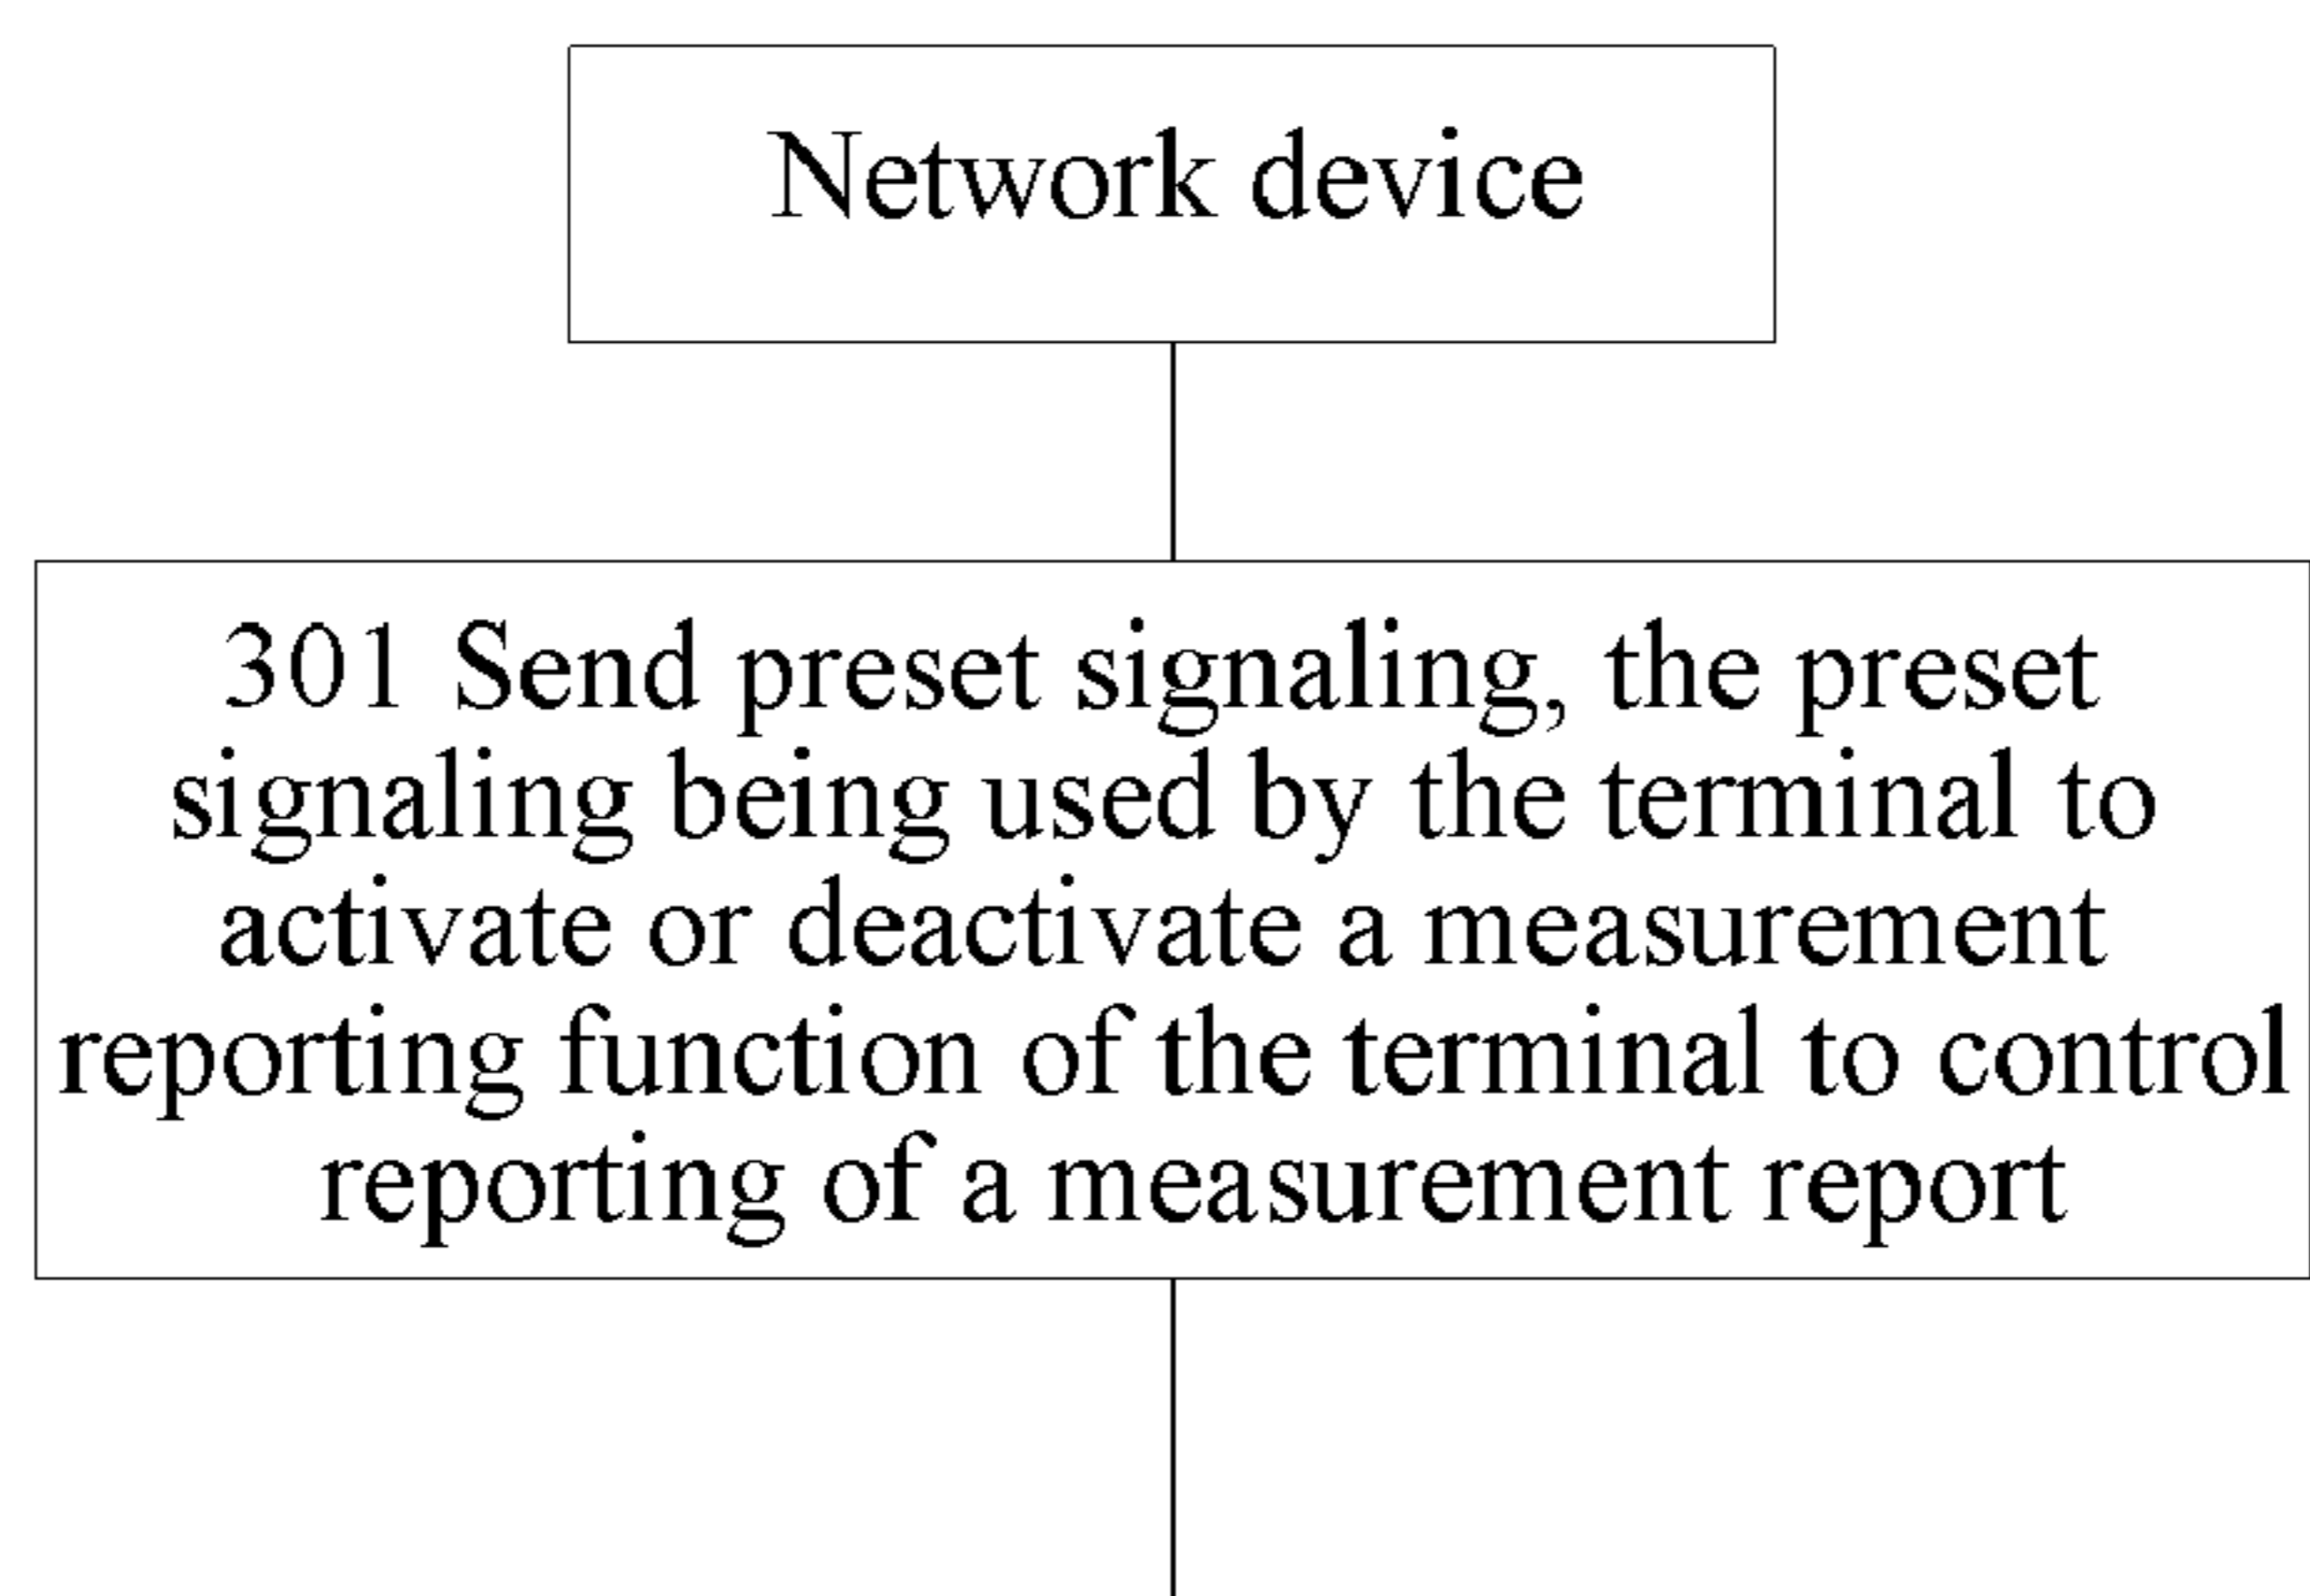 Network device
301 Send preset signaling, the preset
signaling being used by the terminal to
activate or deactivate a measurement
reporting function of the terminal to control
reporting of a measurement report